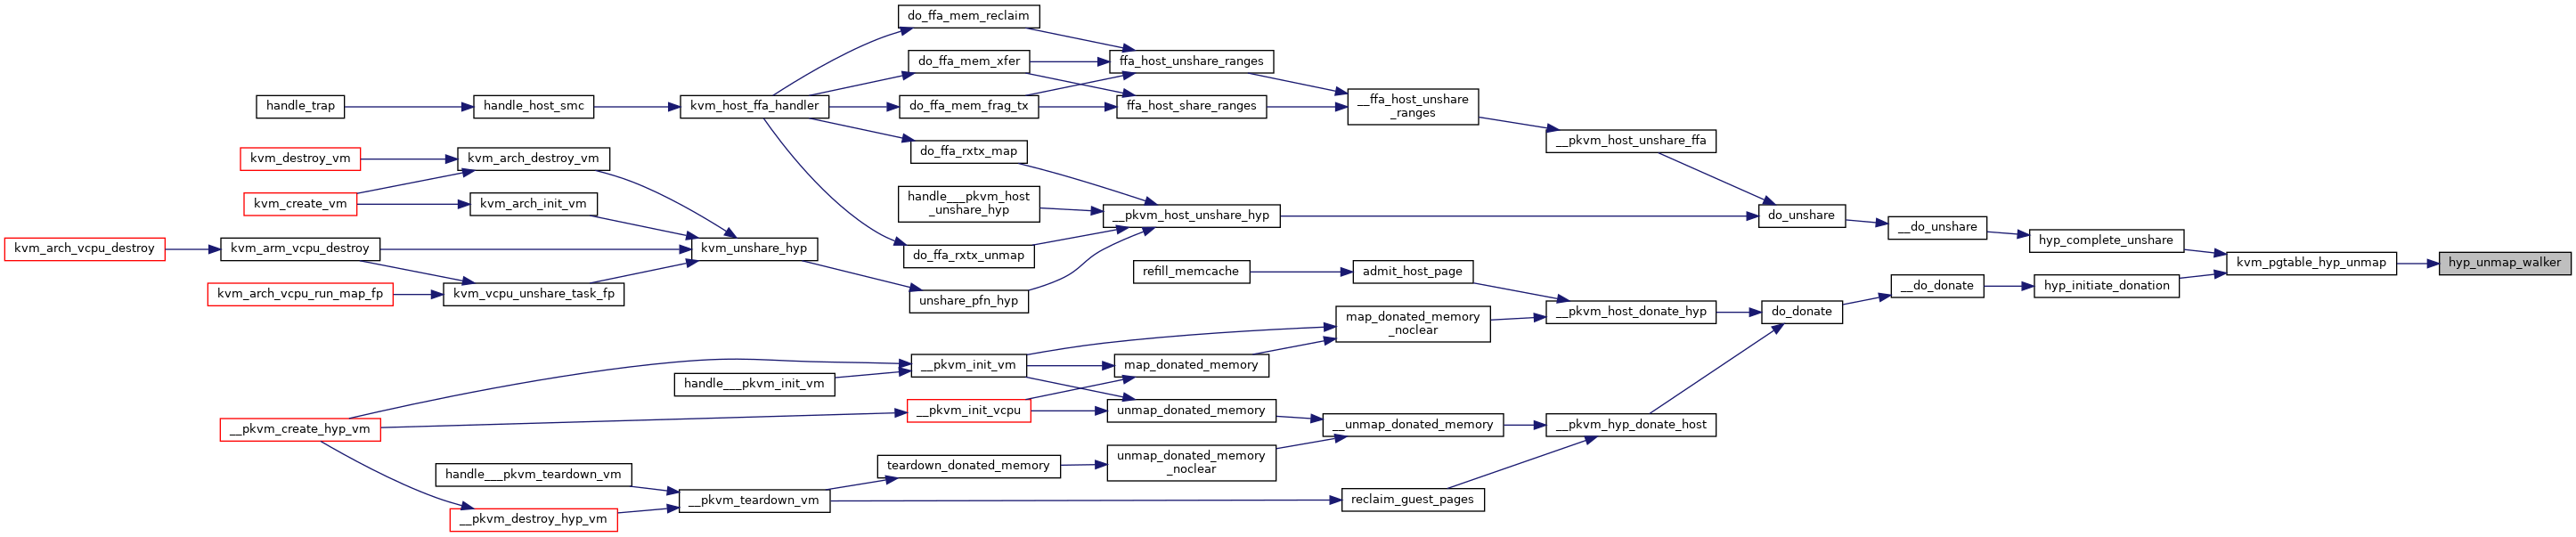 do_ffa_mem_reclaim
do_ffa_mem_xfer
ffa_host_unshare_ranges
handle_trap
handle_host_smc
kvm_host_ffa_handler
do_ffa_mem_frag_tx
ffa_host_share_ranges
__ffa_host_unshare
_ranges
__pkvm_host_unshare_ffa
kvm_destroy_vm
kvm_arch_destroy_vm
do_ffa_rxtx_map
kvm_create_vm
kvm_arch_init_vm
handle___pkvm_host
_unshare_hyp
__pkvm_host_unshare_hyp
do_unshare
__do_unshare
hyp_complete_unshare
kvm_arch_vcpu_destroy
kvm_arm_vcpu_destroy
kvm_unshare_hyp
do_ffa_rxtx_unmap
kvm_pgtable_hyp_unmap
hyp_unmap_walker
refill_memcache
admit_host_page
kvm_arch_vcpu_run_map_fp
kvm_vcpu_unshare_task_fp
unshare_pfn_hyp
__do_donate
hyp_initiate_donation
map_donated_memory
_noclear
__pkvm_host_donate_hyp
do_donate
__pkvm_init_vm
map_donated_memory
handle___pkvm_init_vm
__pkvm_create_hyp_vm
__pkvm_init_vcpu
unmap_donated_memory
__unmap_donated_memory
__pkvm_hyp_donate_host
handle___pkvm_teardown_vm
teardown_donated_memory
unmap_donated_memory
_noclear
__pkvm_teardown_vm
reclaim_guest_pages
__pkvm_destroy_hyp_vm